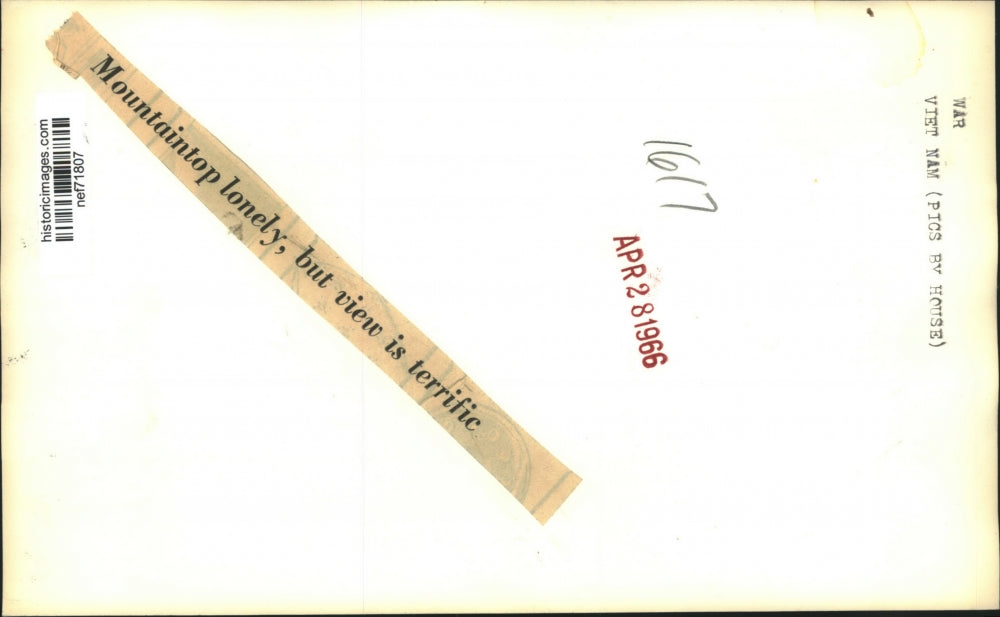 Mountaintop lonely, but view is terrific
historicimages.com
nef71807
1617
APR 28 1966
WAR
VIET NAM (PICS BY HOUSE)